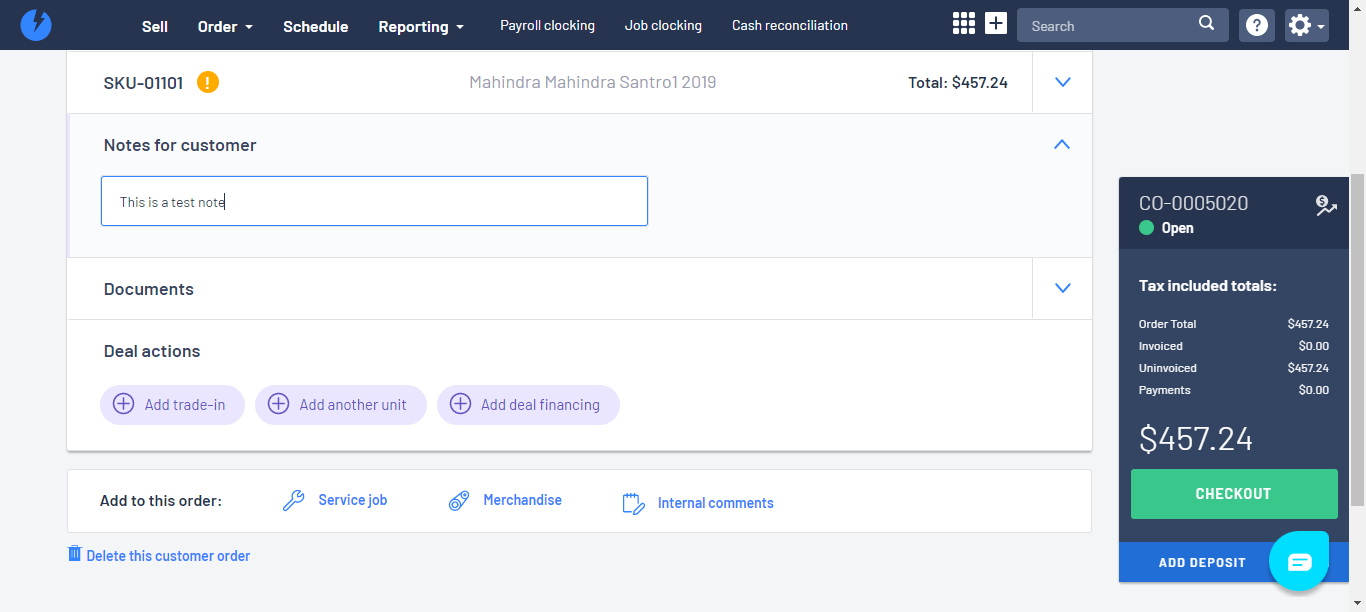 Sell Order Schedule Reporting Payroll clocking Job clocking Cash reconciliation Search
SKU-01101 Mahindra Mahindra Santro1 2019 Total: $457.24
Notes for customer
This is a test note
Documents
Deal actions
Add trade-in Add another unit Add deal financing
Add to this order: Service job Merchandise Internal comments
Delete this customer order
CO-0005020
Open
Tax included totals:
Order Total $457.24
Invoiced $0.00
Uninvoiced $457.24
Payments $0.00
$457.24
CHECKOUT
ADD DEPOSIT